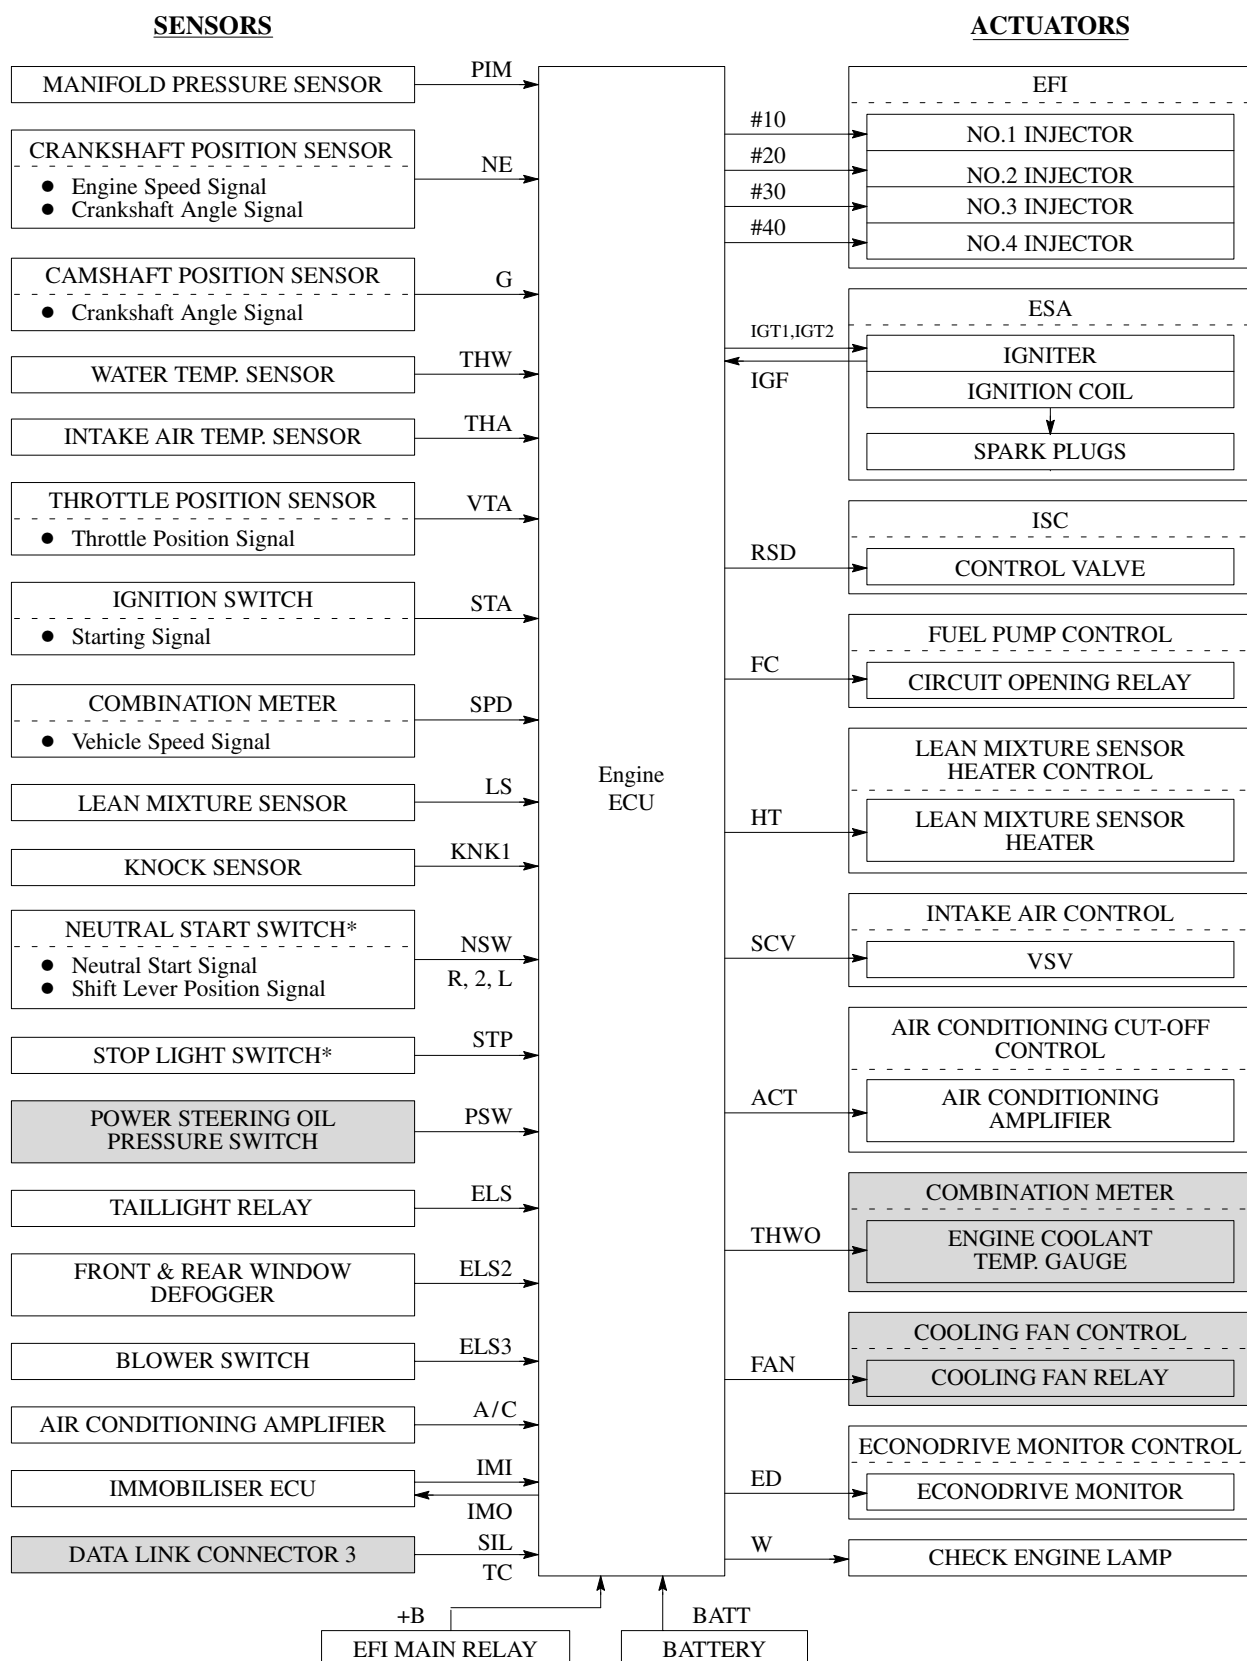 SENSORS
ACTUATORS
MANIFOLD PRESSURE SENSOR
PIM
CRANKSHAFT POSITION SENSOR
● Engine Speed Signal
● Crankshaft Angle Signal
NE
CAMSHAFT POSITION SENSOR
● Crankshaft Angle Signal
G
WATER TEMP. SENSOR
THW
INTAKE AIR TEMP. SENSOR
THA
THROTTLE POSITION SENSOR
● Throttle Position Signal
VTA
IGNITION SWITCH
● Starting Signal
STA
COMBINATION METER
● Vehicle Speed Signal
SPD
LEAN MIXTURE SENSOR
LS
KNOCK SENSOR
KNK1
NEUTRAL START SWITCH*
● Neutral Start Signal
● Shift Lever Position Signal
NSW
R, 2, L
STOP LIGHT SWITCH*
STP
POWER STEERING OIL
PRESSURE SWITCH
PSW
TAILLIGHT RELAY
ELS
FRONT & REAR WINDOW
DEFOGGER
ELS2
BLOWER SWITCH
ELS3
AIR CONDITIONING AMPLIFIER
A/C
IMMOBILISER ECU
IMI
IMO
DATA LINK CONNECTOR 3
SIL
TC
Engine
ECU
+B
EFI MAIN RELAY
BATT
BATTERY
EFI
#10
NO.1 INJECTOR
#20
NO.2 INJECTOR
#30
NO.3 INJECTOR
#40
NO.4 INJECTOR
ESA
IGT1,IGT2
IGNITER
IGF
IGNITION COIL
SPARK PLUGS
ISC
RSD
CONTROL VALVE
FUEL PUMP CONTROL
FC
CIRCUIT OPENING RELAY
LEAN MIXTURE SENSOR
HEATER CONTROL
HT
LEAN MIXTURE SENSOR
HEATER
INTAKE AIR CONTROL
SCV
VSV
AIR CONDITIONING CUT-OFF
CONTROL
ACT
AIR CONDITIONING
AMPLIFIER
COMBINATION METER
THWO
ENGINE COOLANT
TEMP. GAUGE
COOLING FAN CONTROL
FAN
COOLING FAN RELAY
ECONODRIVE MONITOR CONTROL
ED
ECONODRIVE MONITOR
W
CHECK ENGINE LAMP